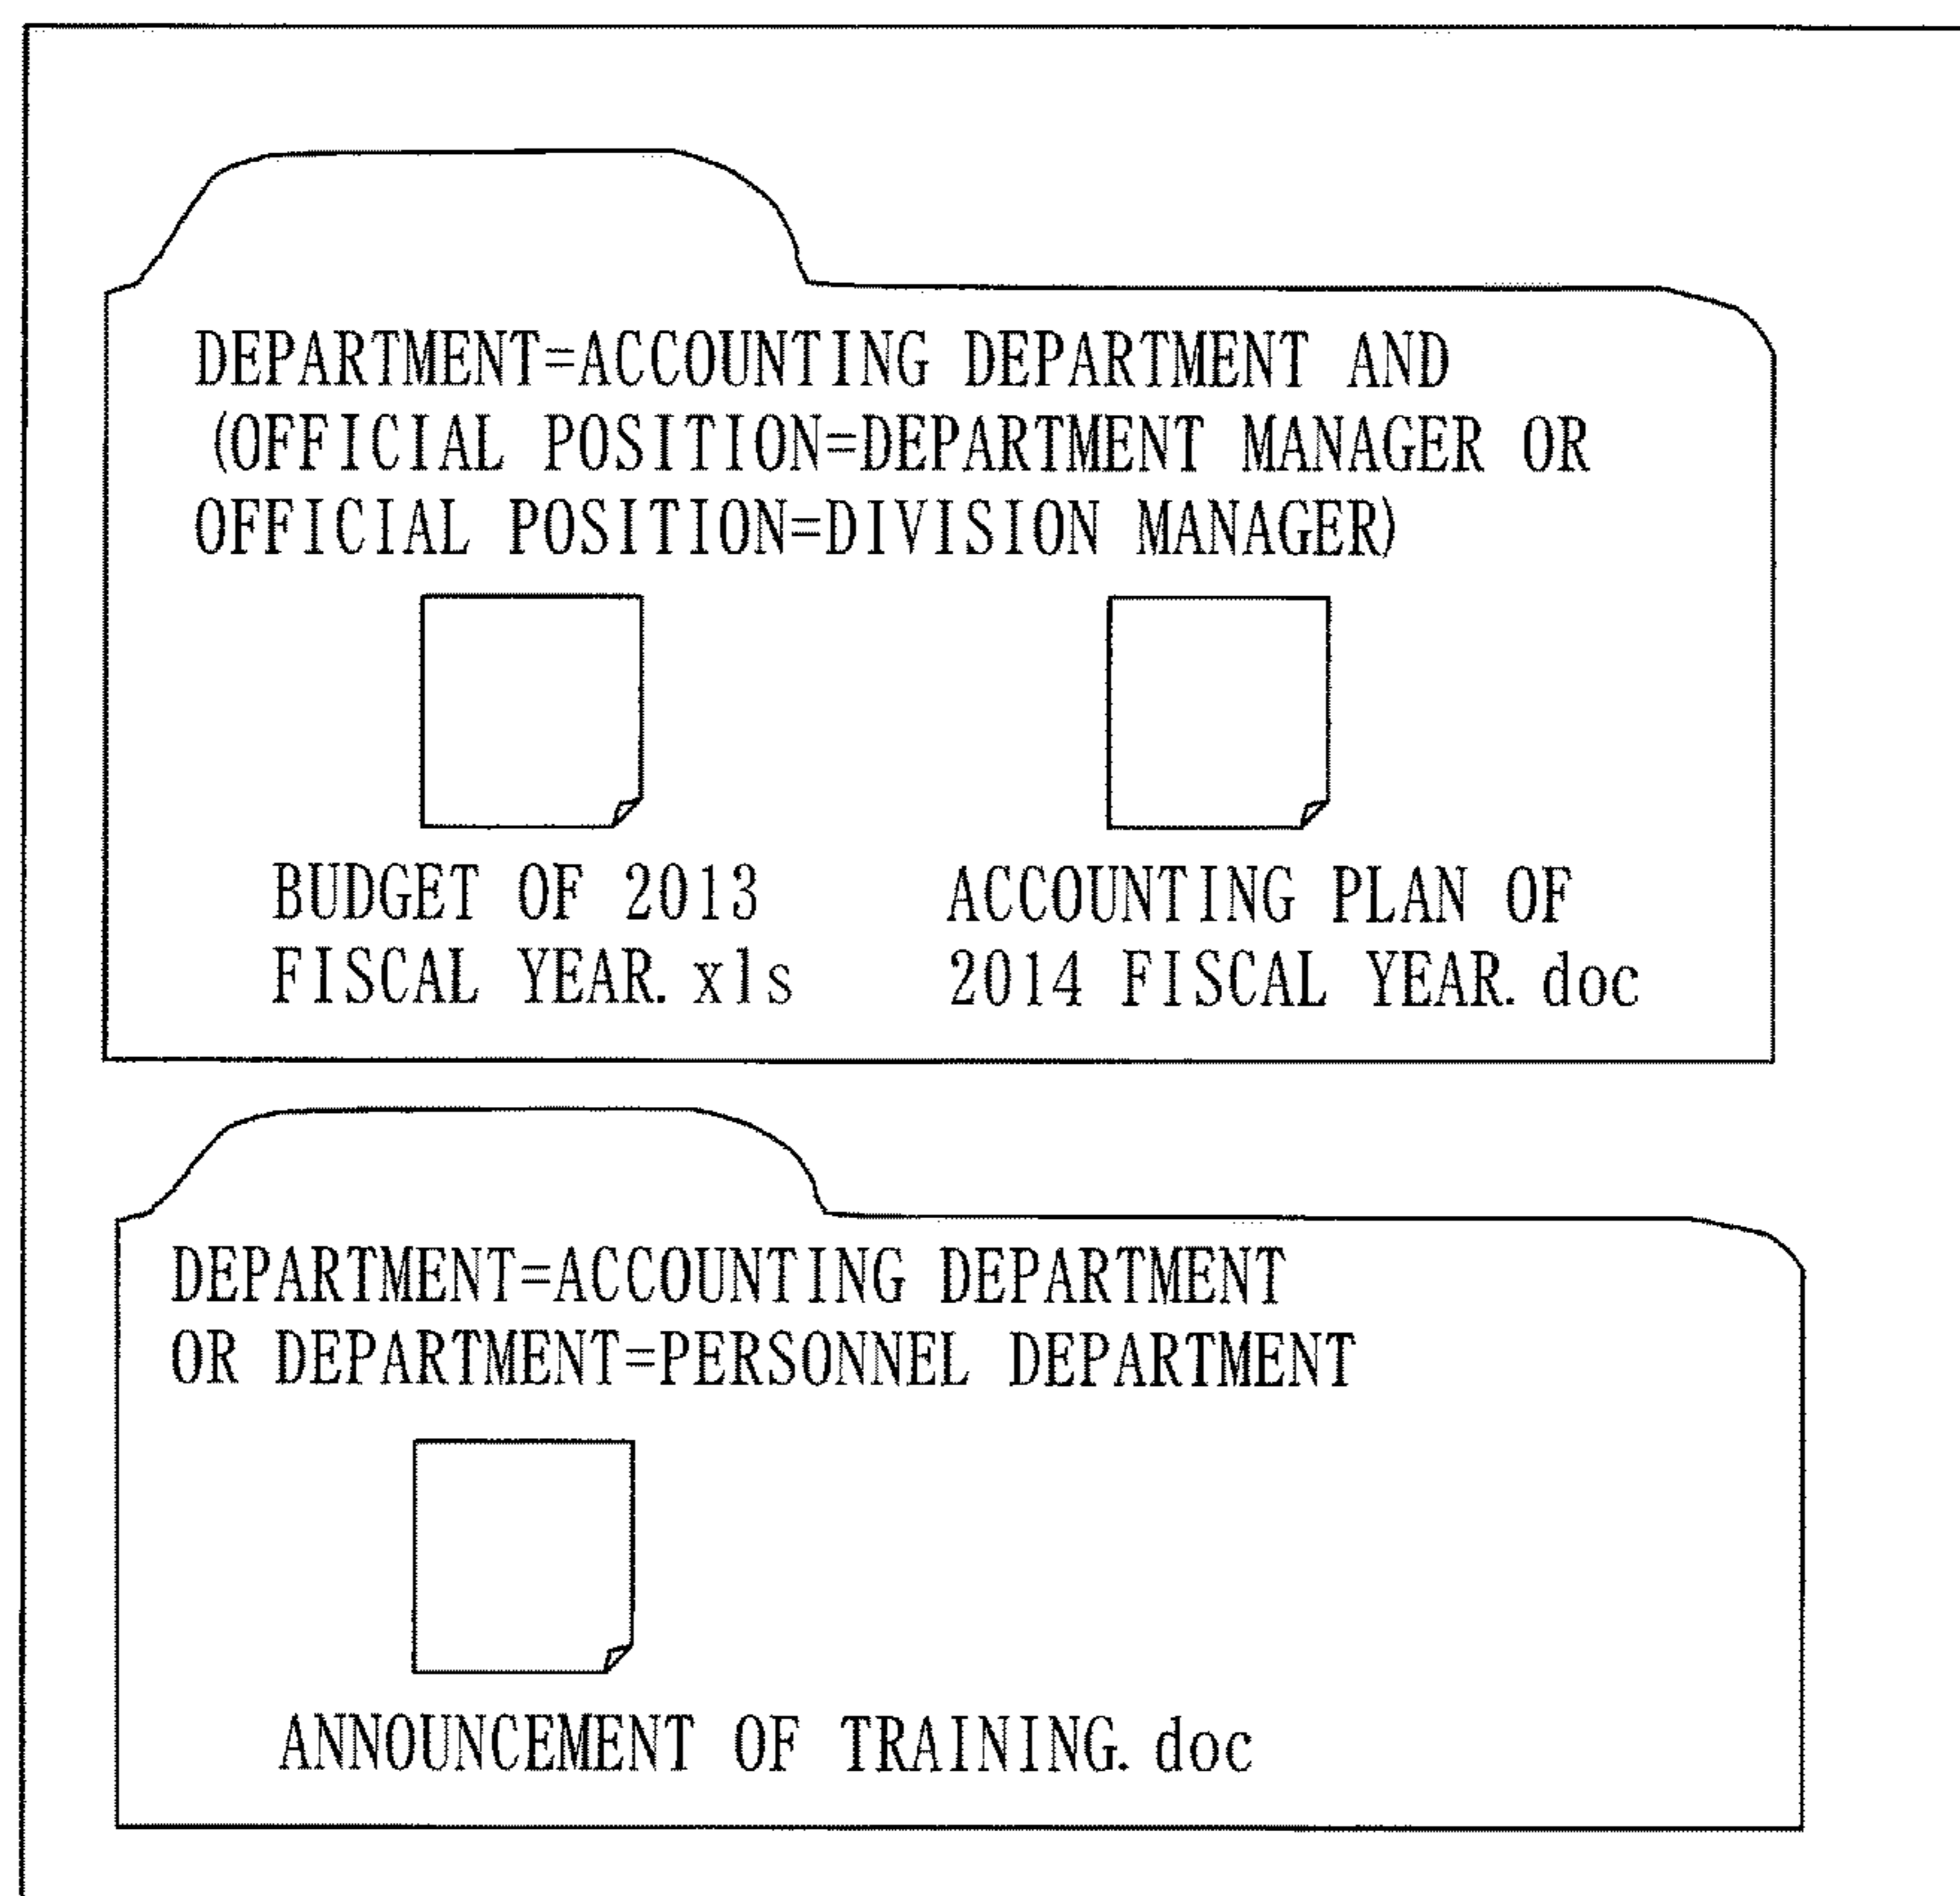 DEPARTMENT=ACCOUNTING DEPARTMENT AND
(OFFICIAL POSITION=DEPARTMENT MANAGER OR
OFFICIAL POSITION=DIVISION MANAGER)
BUDGET OF 2013
FISCAL YEAR.xls
ACCOUNTING PLAN OF
2014 FISCAL YEAR.doc
DEPARTMENT=ACCOUNTING DEPARTMENT
OR DEPARTMENT=PERSONNEL DEPARTMENT
ANNOUNCEMENT OF TRAINING.doc